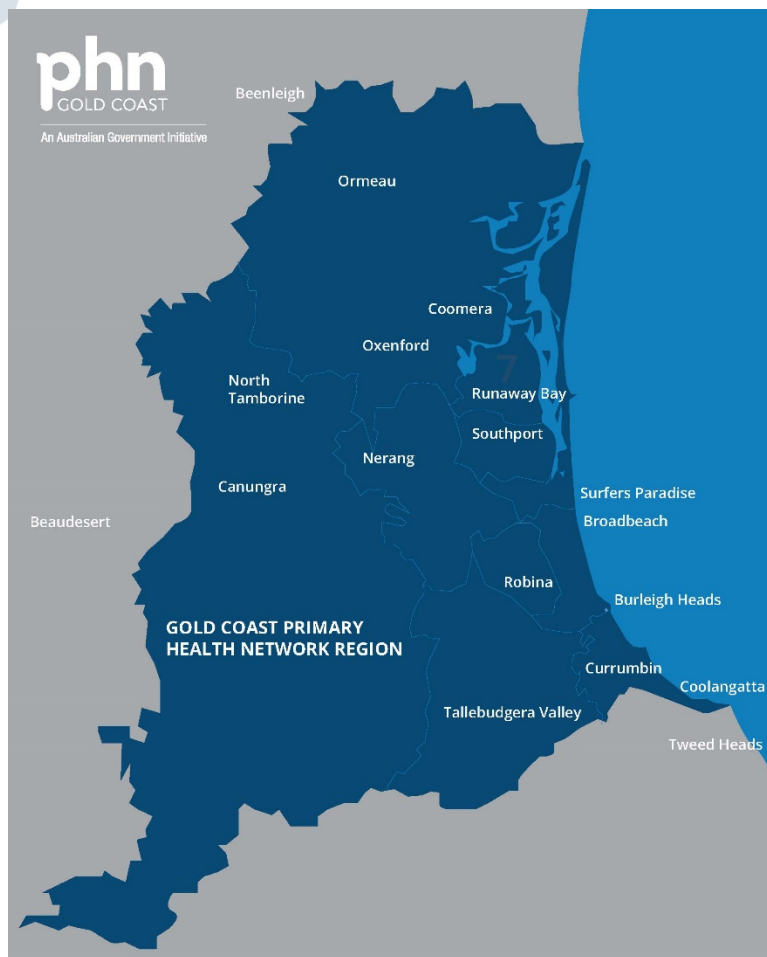 phn
GOLD COAST
An Australian Government Initiative
Beenleigh
Ormeau
Coomera
Oxenford
7
North
Tamborine
Runaway Bay
Southport
Nerang
Canungra
Surfers Paradise
Beaudesert
Broadbeach
Robina
Burleigh Heads
GOLD COAST PRIMARY
HEALTH NETWORK REGION
Currumbin
Coolangatta
Tallebudgera Valley
Tweed Heads